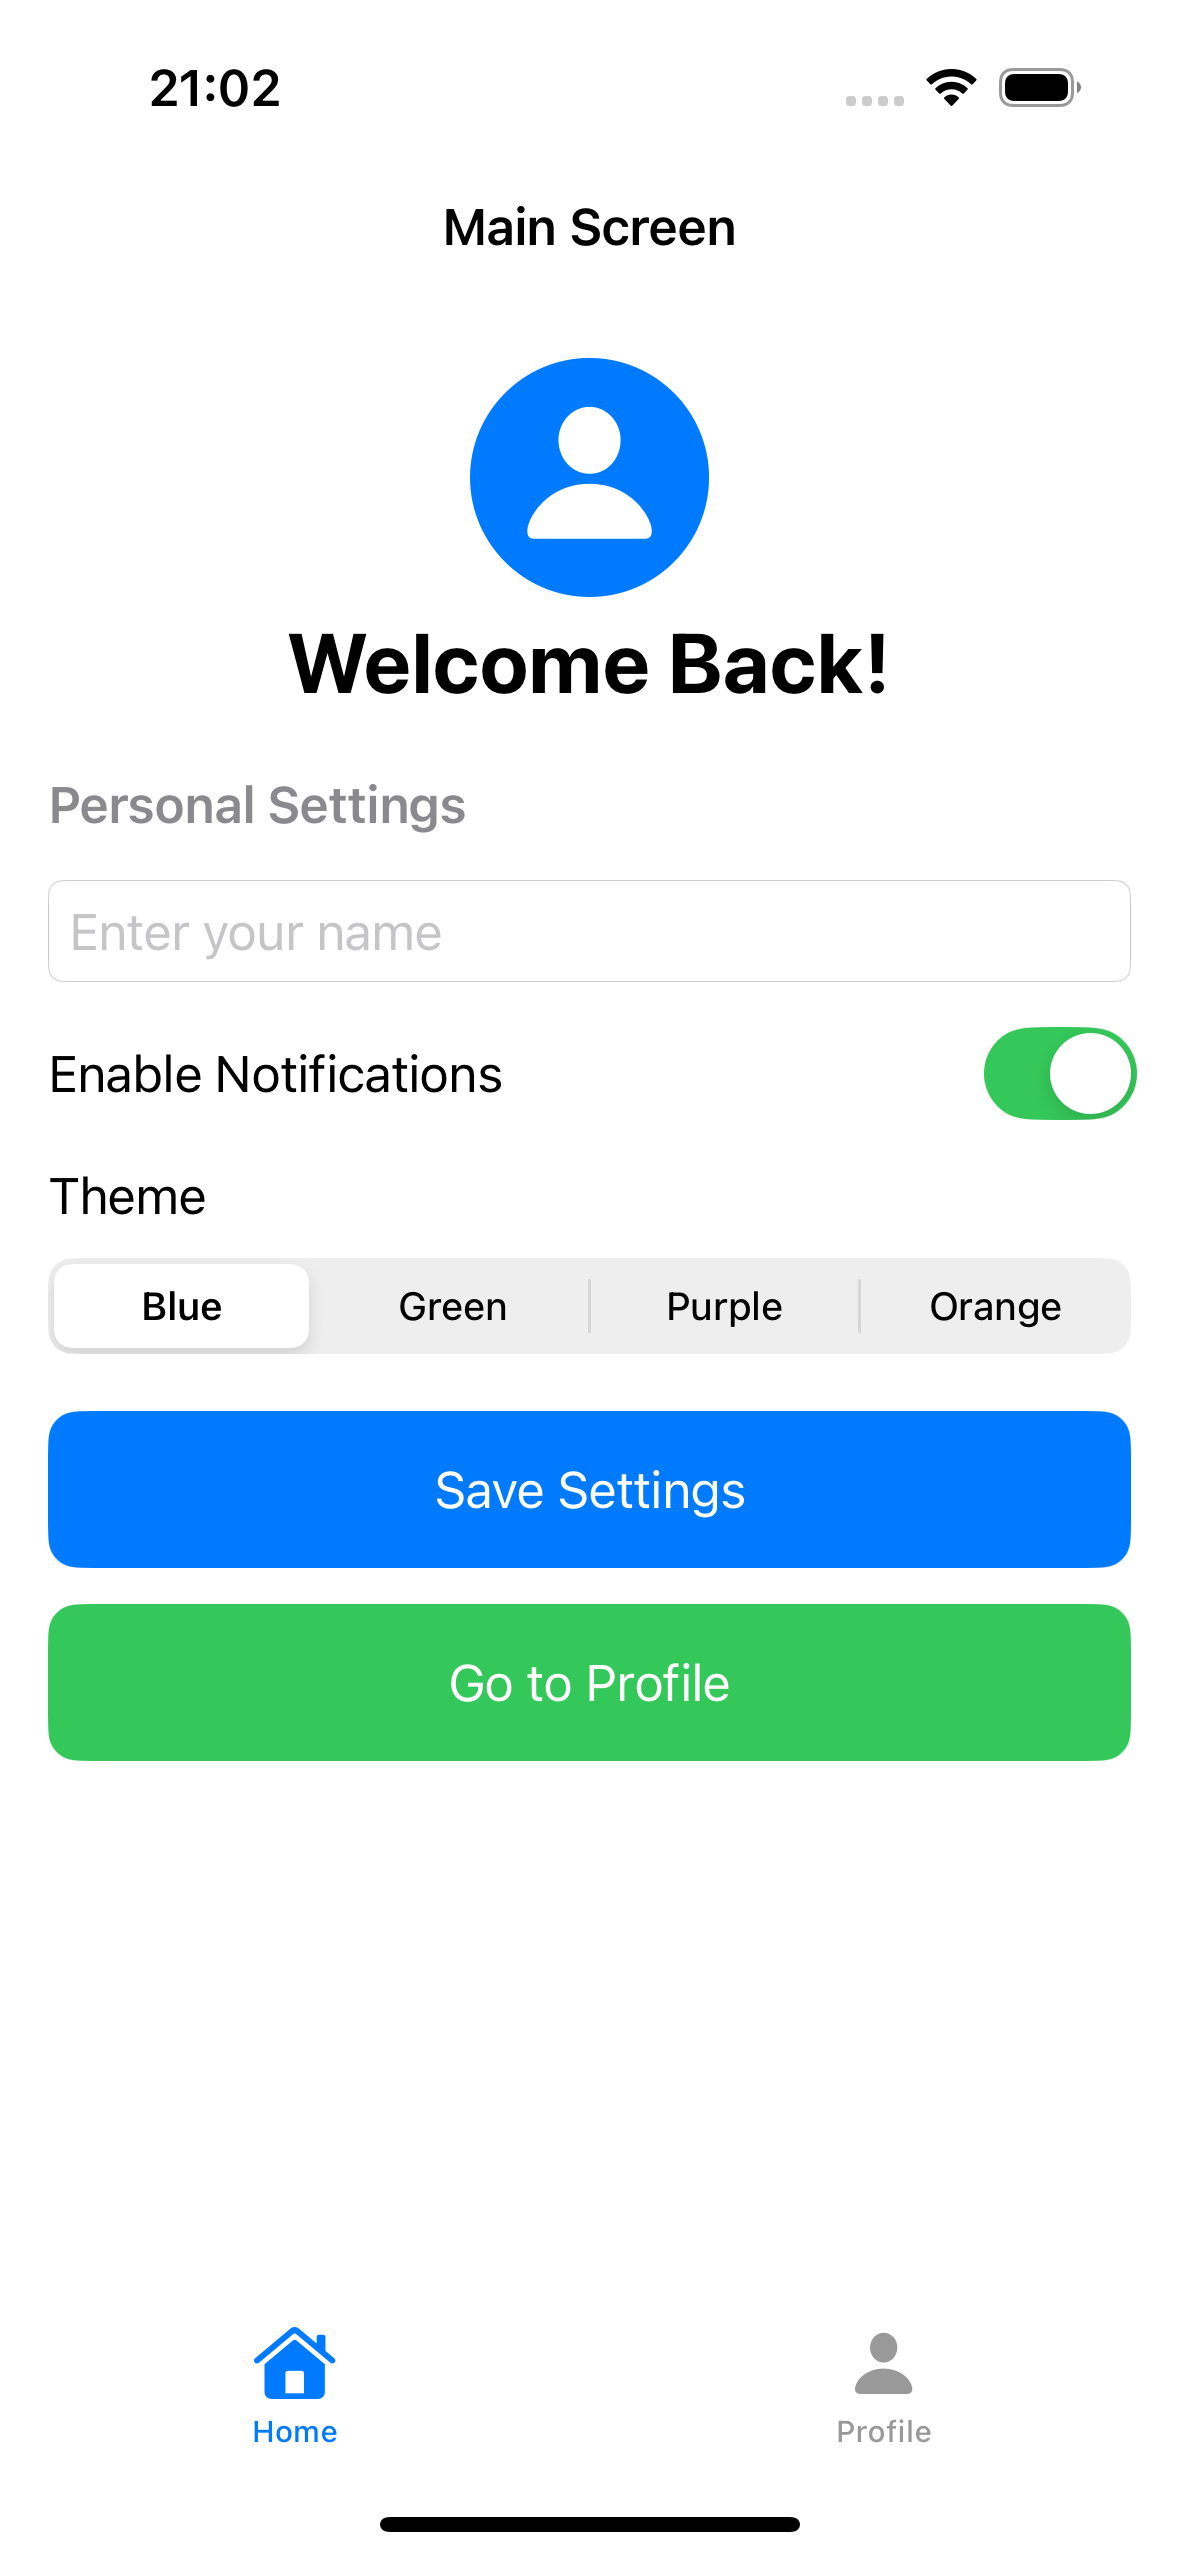 21:02
Main Screen
Welcome Back!
Personal Settings
Enter your name
Enable Notifications
Theme
Blue Green Purple Orange
Save Settings
Go to Profile
Home Profile